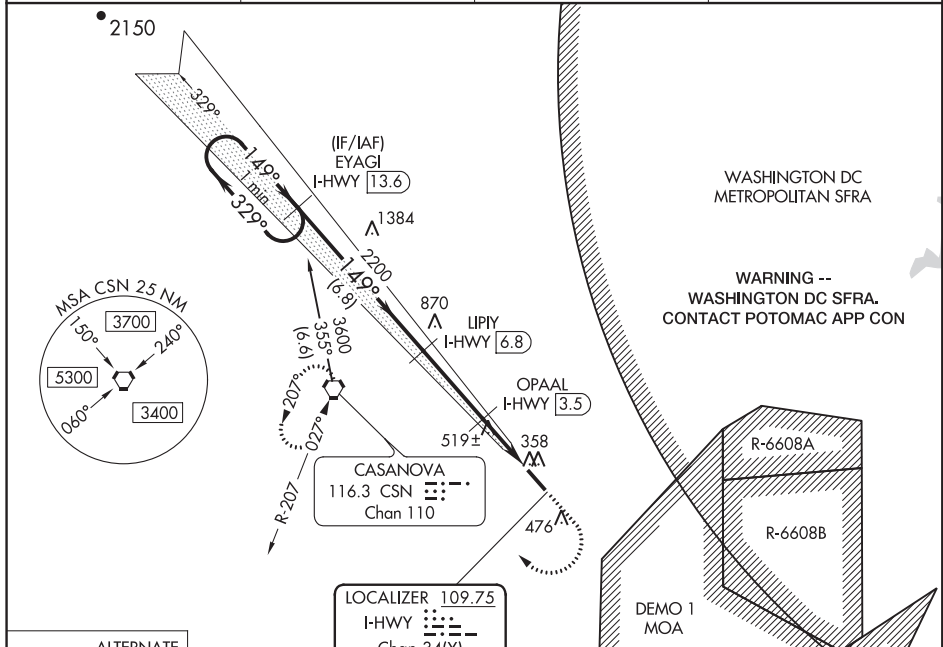 2150
329°
149°
1 min
329°
(IF/IAF)
EYAGI
I-HWY 13.6
1384
2200
149°
(6.8)
870
LIPIY
I-HWY 6.8
3600
355°
(6.6)
MSA CSN 25 NM
150°
3700
240°
5300
060°
3400
207°
027°
R-207
OPAAL
I-HWY 3.5
519±
358
476
CASANOVA
116.3 CSN
Chan 110
LOCALIZER 109.75
I-HWY
Chan 34(Y)
WASHINGTON DC
METROPOLITAN SFRA
WARNING --
WASHINGTON DC SFRA.
CONTACT POTOMAC APP CON
R-6608A
R-6608B
DEMO 1
MOA
ALTERNATE